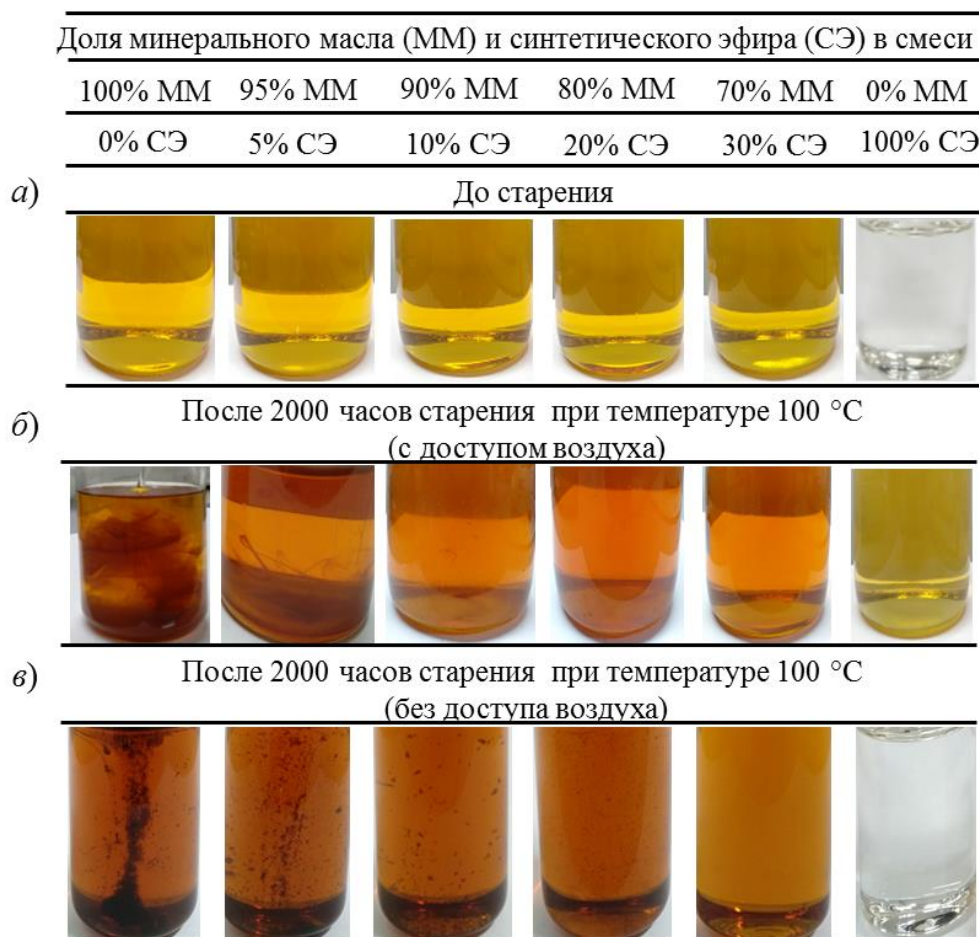 Доля минерального масла (ММ) и синтетического эфира (СЭ) в смеси
100% ММ 95% ММ 90% ММ 80% ММ 70% ММ 0% ММ
0% СЭ 5% СЭ 10% СЭ 20% СЭ 30% СЭ 100% СЭ
а) До старения
б) После 2000 часов старения при температуре 100 °С
(с доступом воздуха)
в) После 2000 часов старения при температуре 100 °С
(без доступа воздуха)